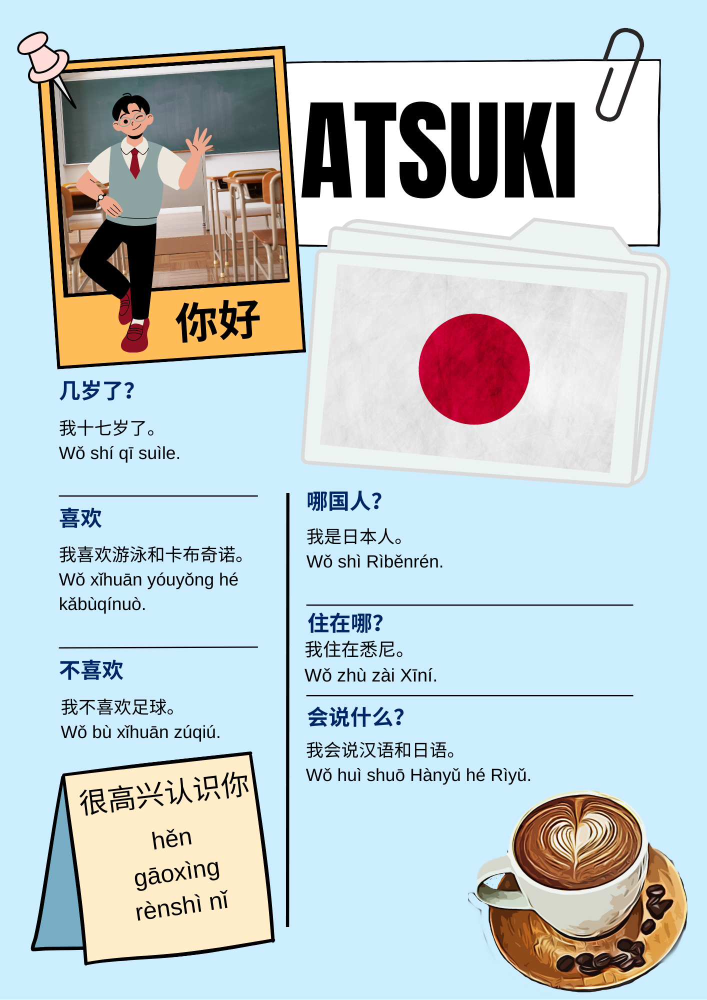 ATSUKI
你好
几岁了?
我十七岁了。
Wǒ shí qī suìle.
喜欢
我喜欢游泳和卡布奇诺。
Wǒ xǐhuān yóuyǒng hé
kǎbùqínuò.
不喜欢
我不喜欢足球。
Wǒ bù xǐhuān zúqiú.
很高兴认识你
hěn
gāoxìng
rènshì nǐ
哪国人?
我是日本人。
Wǒ shì Rìběnrén.
住在哪?
我住在悉尼。
Wǒ zhù zài Xīní.
会说什么?
我会说汉语和日语。
Wǒ huì shuō Hànyǔ hé Rìyǔ.